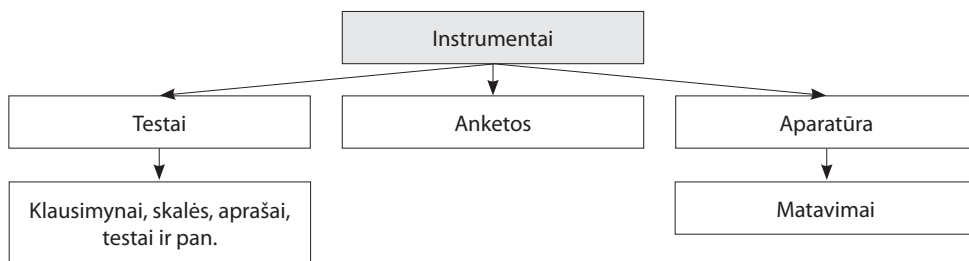 Instrumentai
Testai
Anketos
Aparatūra
Klausimynai, skalės, aprašai,
testai ir pan.
Matavimai